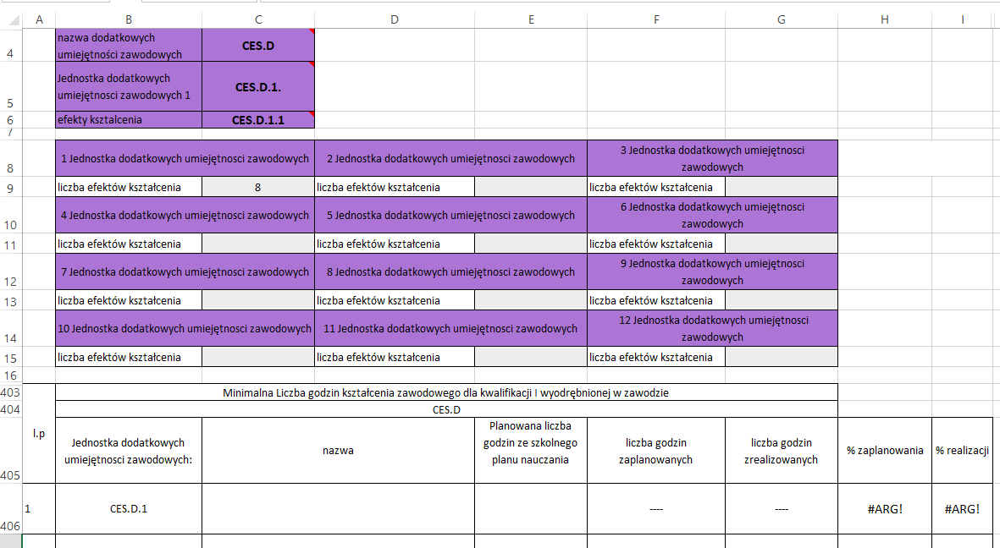 A B C D E F G H I
4 nazwa dodatkowych
umiejętności zawodowych CES.D
5 Jednostka dodatkowych
umiejętnosci zawodowych 1 CES.D.1.
6 efekty ksztalcenia CES.D.1.1
7
8 1 Jednostka dodatkowych umiejętnosci zawodowych 2 Jednostka dodatkowych umiejętnosci zawodowych 3 Jednostka dodatkowych umiejętnosci
zawodowych
9 liczba efektów kształcenia 8 liczba efektów kształcenia liczba efektów kształcenia
10 4 Jednostka dodatkowych umiejętnosci zawodowych 5 Jednostka dodatkowych umiejętnosci zawodowych 6 Jednostka dodatkowych umiejętnosci
zawodowych
11 liczba efektów kształcenia liczba efektów kształcenia liczba efektów kształcenia
12 7 Jednostka dodatkowych umiejętnosci zawodowych 8 Jednostka dodatkowych umiejętnosci zawodowych 9 Jednostka dodatkowych umiejętnosci
zawodowych
13 liczba efektów kształcenia liczba efektów kształcenia liczba efektów kształcenia
14 10 Jednostka dodatkowych umiejętnosci zawodowych 11 Jednostka dodatkowych umiejętnosci zawodowych 12 Jednostka dodatkowych umiejętnosci
zawodowych
15 liczba efektów kształcenia liczba efektów kształcenia liczba efektów kształcenia
16
403 Minimalna Liczba godzin kształcenia zawodowego dla kwalifikacji I wyodrębnionej w zawodzie
404 CES.D
405 l.p
Jednostka dodatkowych
umiejętnosci zawodowych:
nazwa
Planowana liczba
godzin ze szkolnego
planu nauczania
liczba godzin
zaplanowanych
liczba godzin
zrealizowanych
% zaplanowania
% realizacji
406 1 CES.D.1 ---- ---- #ARG! #ARG!